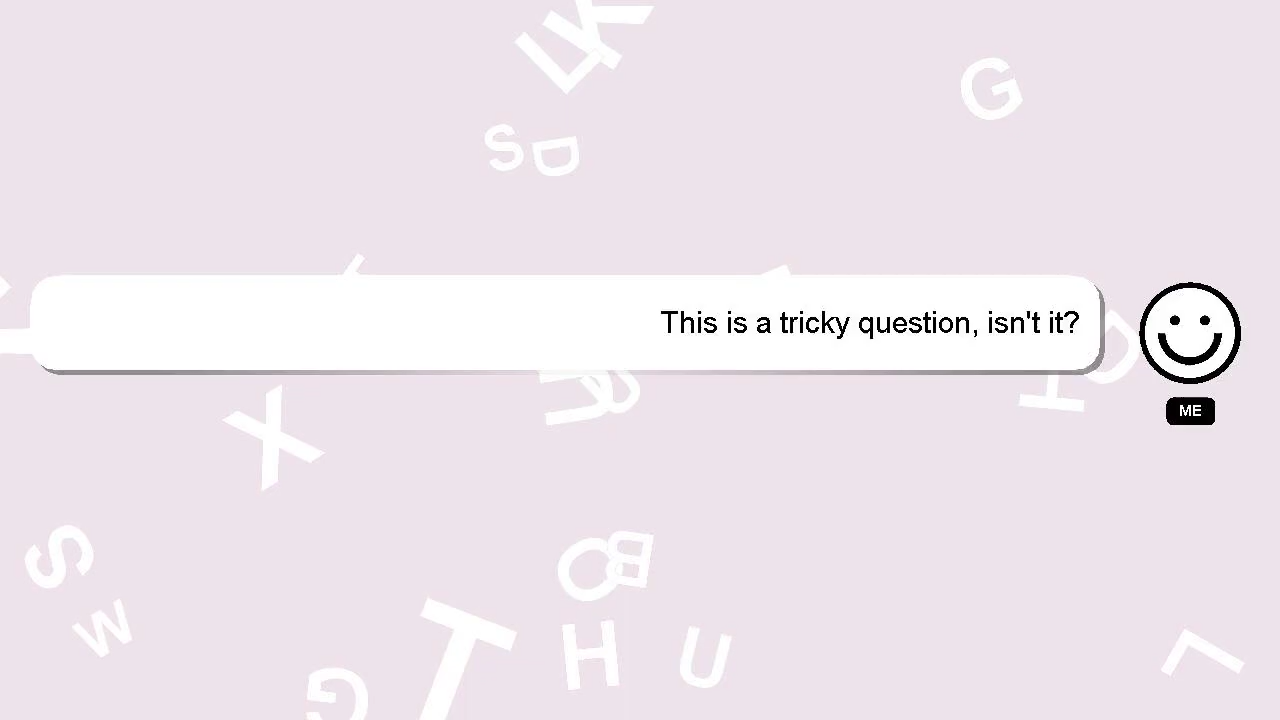 L K
G
S D
This is a tricky question, isn't it?
ME
X
S
W
C B
T
H U
L
G